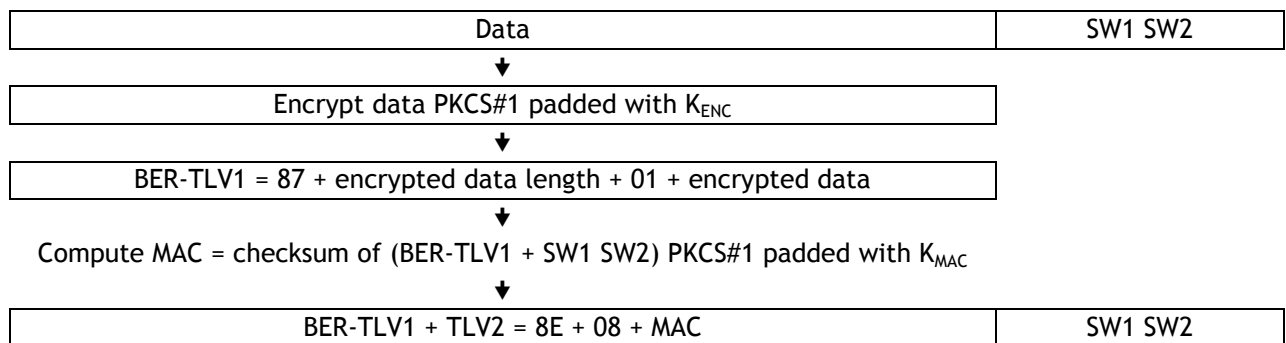 Data SW1 SW2
Encrypt data PKCS#1 padded with KENC
BER-TLV1 = 87 + encrypted data length + 01 + encrypted data
Compute MAC = checksum of (BER-TLV1 + SW1 SW2) PKCS#1 padded with KMAC
BER-TLV1 + TLV2 = 8E + 08 + MAC SW1 SW2